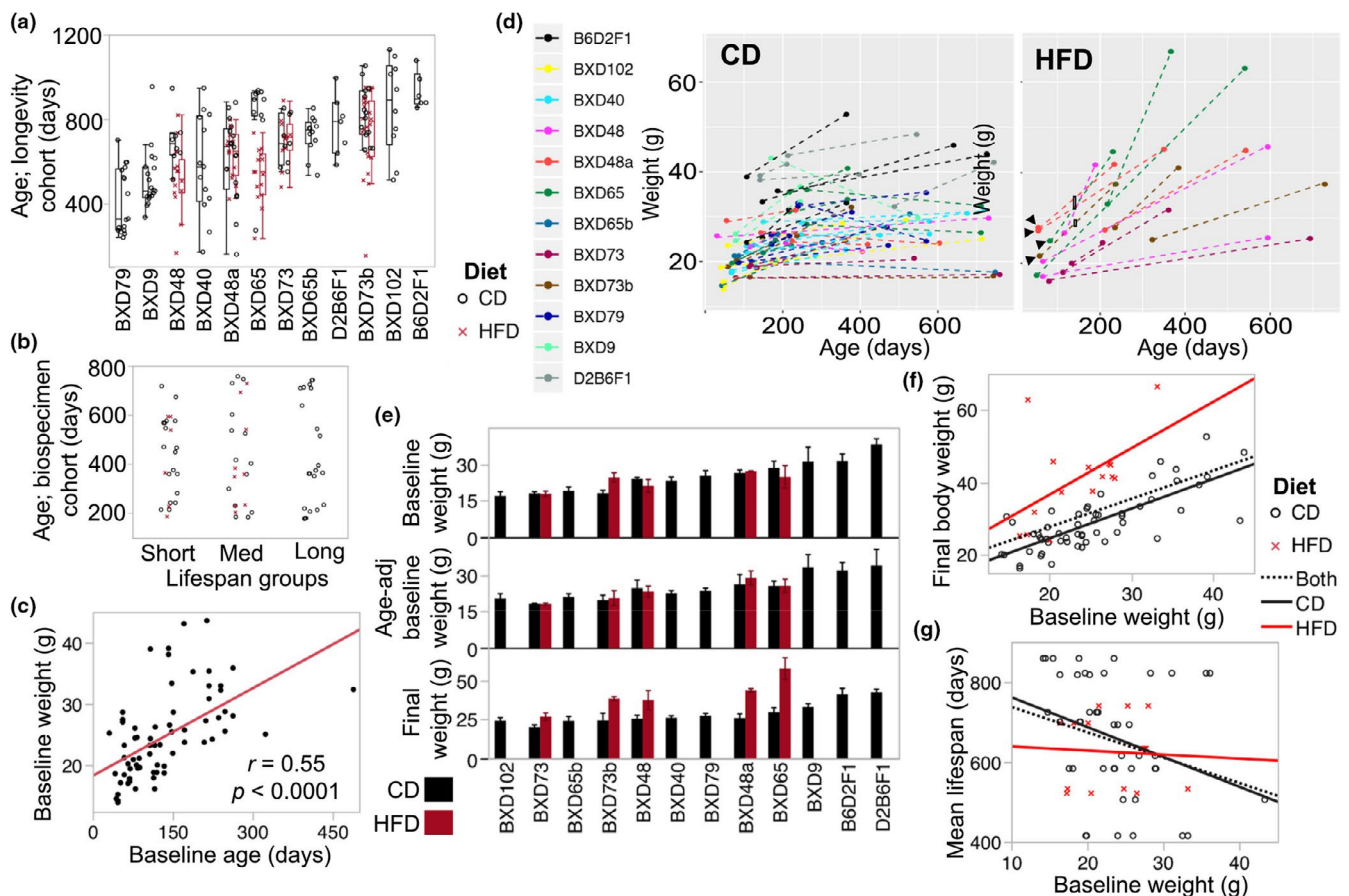 (a)
Age; longevity
cohort (days)
1200
800
400
BXD79
BXD9
BXD48
BXD40
BXD48a
BXD65
BXD73
BXD65b
D2B6F1
BXD73b
BXD102
B6D2F1
Diet
CD
HFD
(b)
Age; biospecimen
cohort (days)
800
600
400
200
Short
Med
Long
Lifespan groups
(c)
Baseline weight (g)
40
30
20
r = 0.55
p < 0.0001
0
150
300
450
Baseline age (days)
(d)
B6D2F1
BXD102
BXD40
BXD48
BXD48a
BXD65
BXD65b
BXD73
BXD73b
BXD79
BXD9
D2B6F1
CD
Weight (g)
60
40
20
200
400
600
Age (days)
HFD
Weight (g)
200
400
600
Age (days)
(e)
Baseline
weight (g)
30
15
0
Age-adj
baseline
weight (g)
30
15
0
Final
weight (g)
50
25
0
BXD102
BXD73
BXD65b
BXD73b
BXD48
BXD40
BXD79
BXD48a
BXD65
BXD9
B6D2F1
D2B6F1
CD
HFD
(f)
Final body weight (g)
60
40
20
20
30
40
Baseline weight (g)
Diet
CD
HFD
Both
CD
HFD
(g)
Mean lifespan (days)
800
600
400
10
20
30
40
Baseline weight (g)